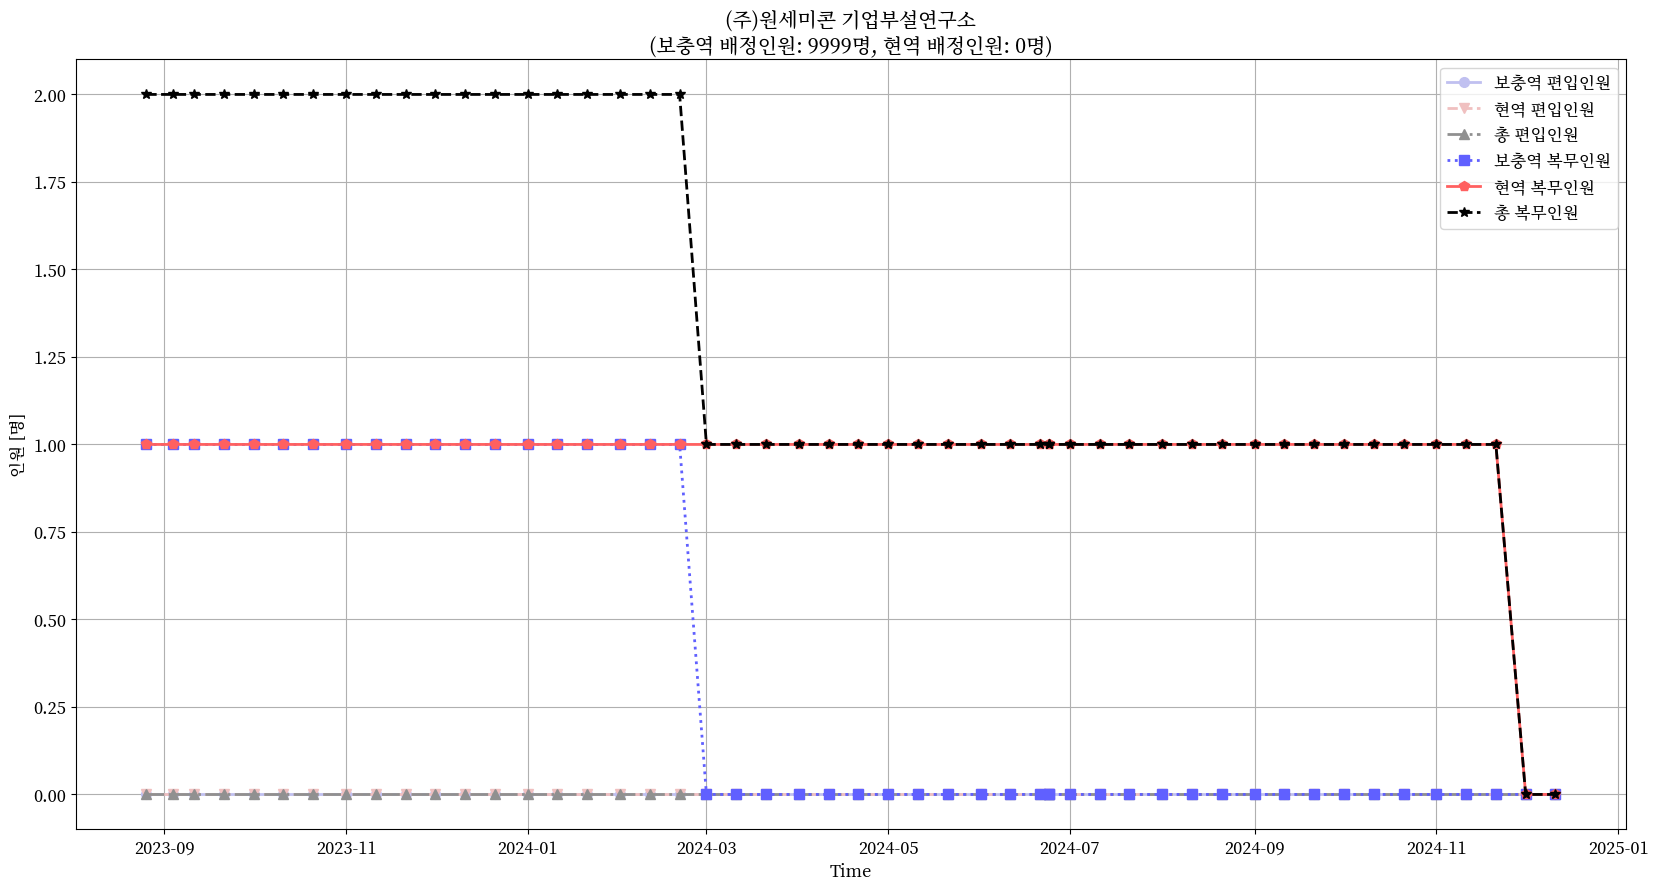 (주)원세미콘 기업부설연구소
(보충역 배정인원: 9999명, 현역 배정인원: 0명)
보충역 편입인원
현역 편입인원
총 편입인원
보충역 복무인원
현역 복무인원
총 복무인원
인원 [명]
2.00
1.75
1.50
1.25
1.00
0.75
0.50
0.25
0.00
2023-09
2023-11
2024-01
2024-03
2024-05
2024-07
2024-09
2024-11
2025-01
Time